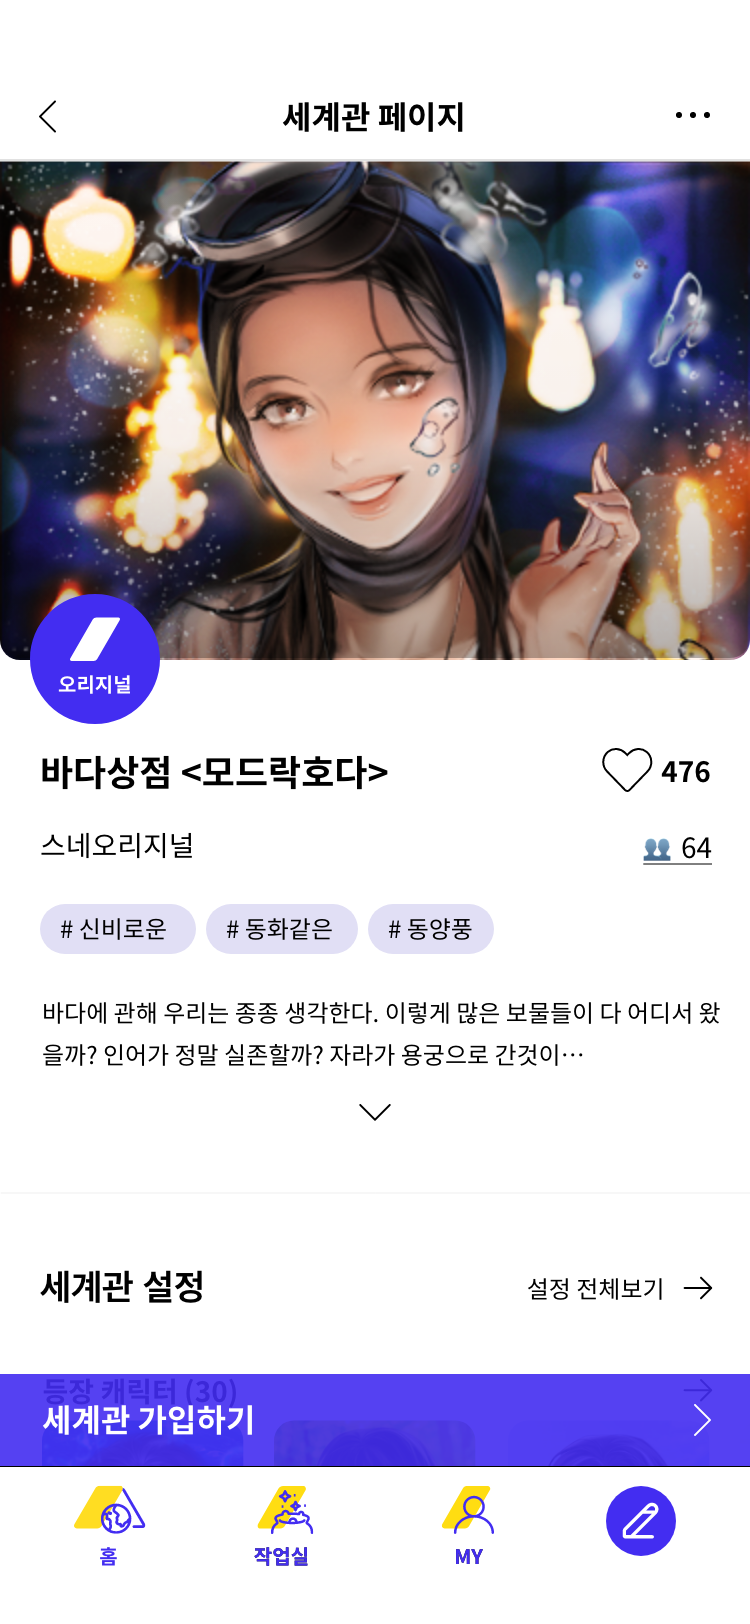 세계관 페이지
오리지널
바다상점 <모드락호다>
476
스네오리지널
64
# 신비로운 # 동화같은 # 동양풍
바다에 관해 우리는 종종 생각한다. 이렇게 많은 보물들이 다 어디서 왔
을까? 인어가 정말 실존할까? 자라가 용궁으로 간것이…
세계관 설정
설정 전체보기
등장 캐릭터 (30)
세계관 가입하기
홈 작업실 MY